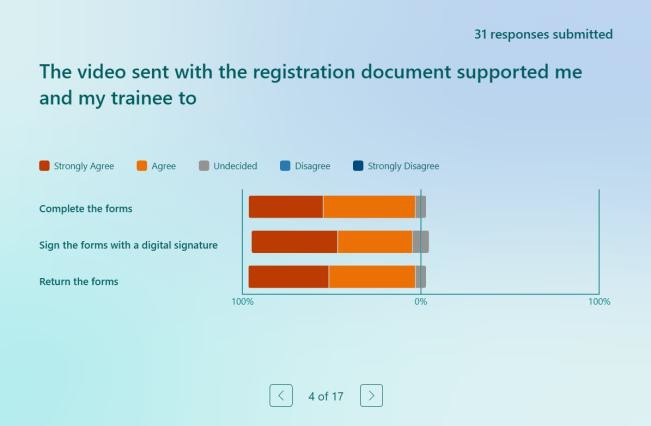 31 responses submitted
The video sent with the registration document supported me
and my trainee to
Strongly Agree Agree Undecided Disagree Strongly Disagree
Complete the forms
Sign the forms with a digital signature
Return the forms
100% 0% 100%
4 of 17